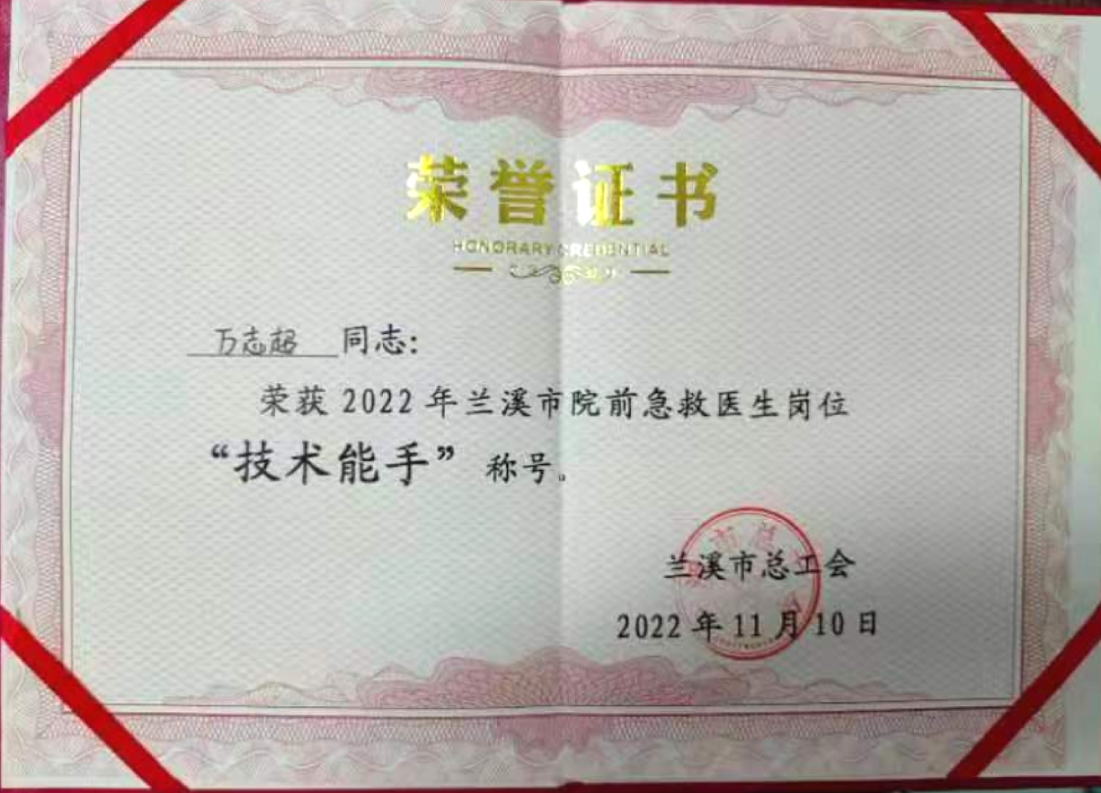 荣誉证书
HONORARY CREDENTIAL
万志超 同志：
荣获 2022 年兰溪市院前急救医生岗位
“技术能手”称号。
兰溪市总工会
2022 年 11 月 10 日